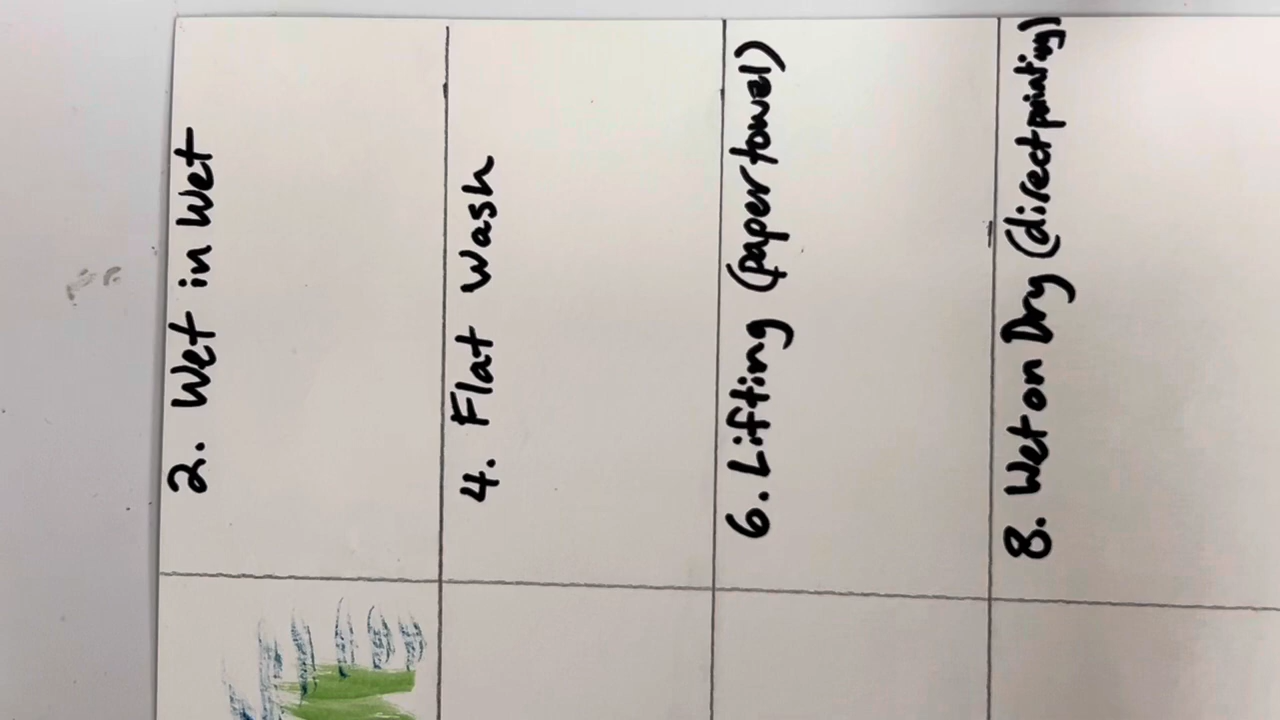 2. Wet in Wet
4. Flat Wash
6. Lifting (paper towel)
8. Wet on Dry (direct painting)